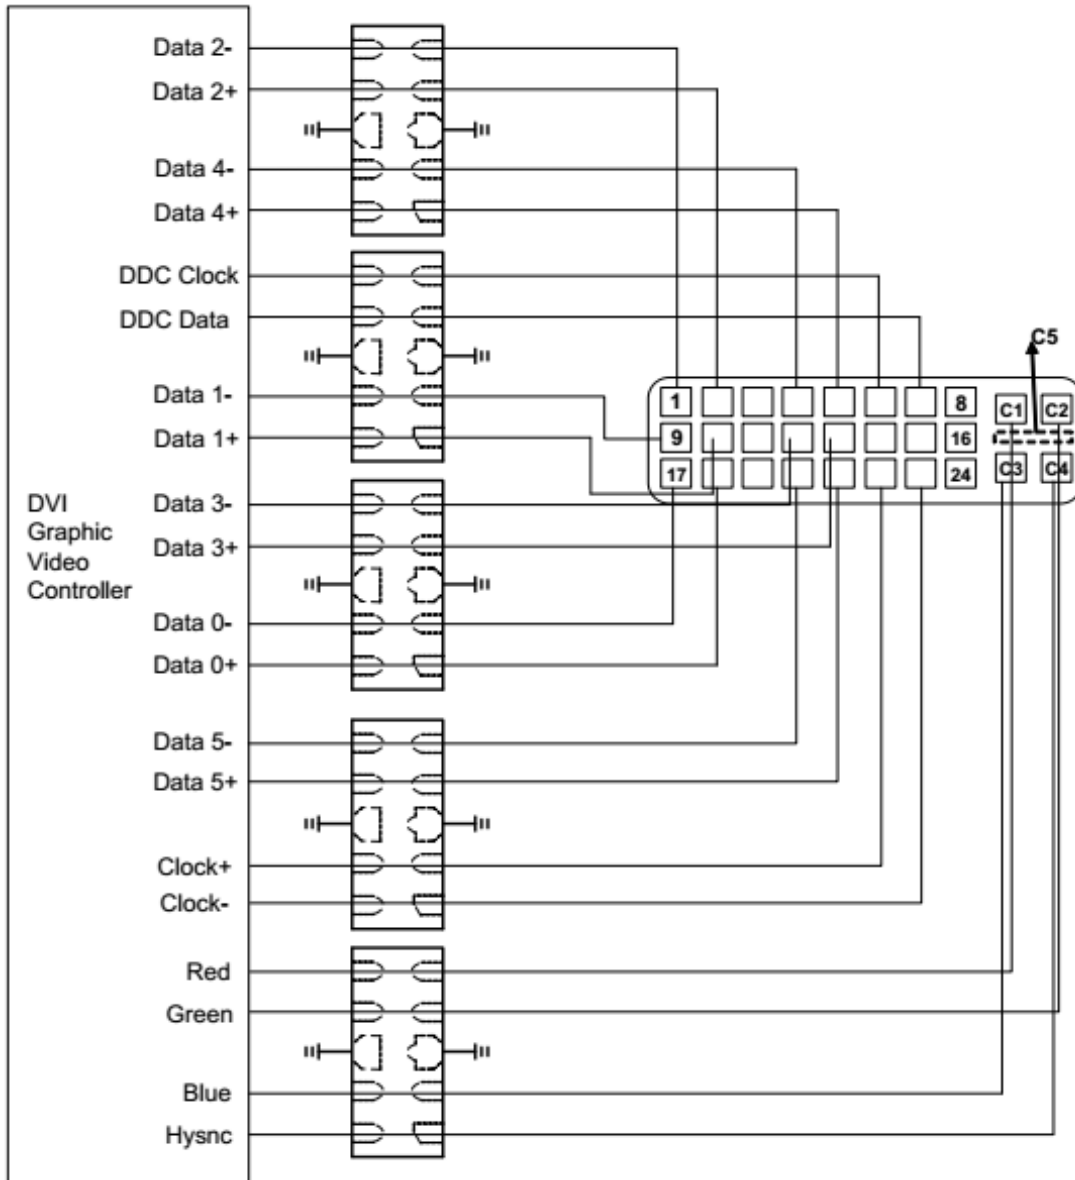 Data 2-
Data 2+
Data 4-
Data 4+
DDC Clock
DDC Data
C5
1
8
C1
C2
Data 1-
9
16
Data 1+
17
24
C3
C4
DVI
Graphic
Video
Controller
Data 3-
Data 3+
Data 0-
Data 0+
Data 5-
Data 5+
Clock+
Clock-
Red
Green
Blue
Hysnc